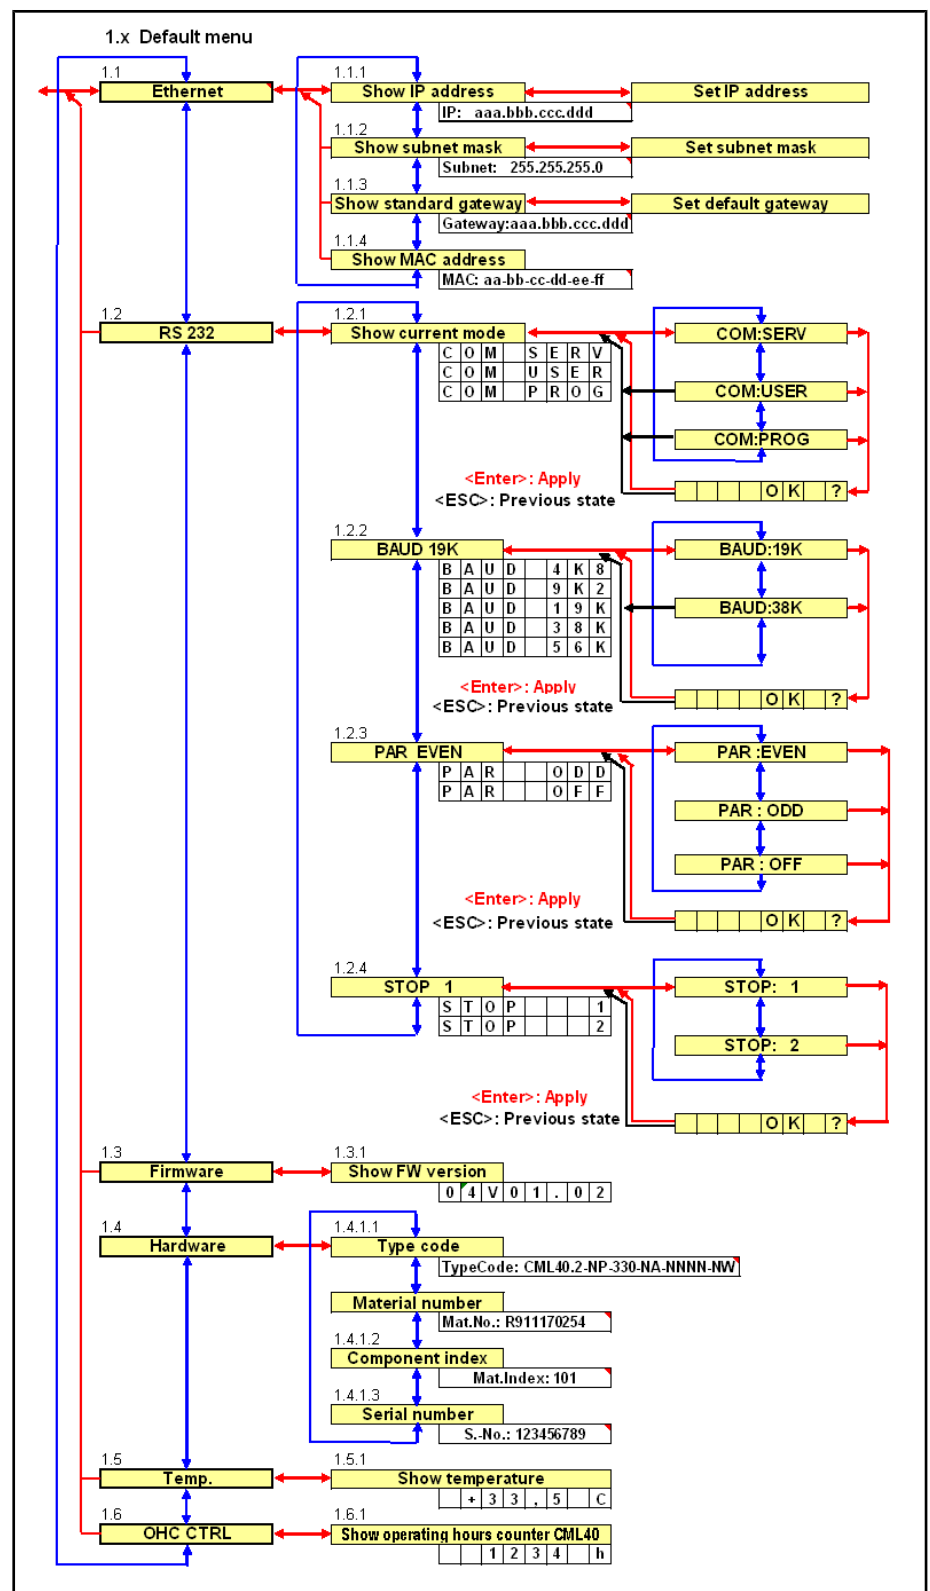 1.x Default menu
1.1
Ethernet
1.1.1
Show IP address
Set IP address
IP: aaa.bbb.ccc.ddd
1.1.2
Show subnet mask
Set subnet mask
Subnet: 255.255.255.0
1.1.3
Show standard gateway
Set default gateway
Gateway:aaa.bbb.ccc.ddd
1.1.4
Show MAC address
MAC: aa-bb-cc-dd-ee-ff
1.2
RS 232
1.2.1
Show current mode
COM:SERV
COM SERV
COM USER
COM PROG
COM:USER
COM:PROG
<Enter>: Apply
<ESC>: Previous state
OK ?
1.2.2
BAUD 19K
BAUD:19K
BAUD 4K8
BAUD 9K2
BAUD 19K
BAUD 38K
BAUD 56K
BAUD:38K
<Enter>: Apply
<ESC>: Previous state
OK ?
1.2.3
PAR EVEN
PAR :EVEN
PAR ODD
PAR OFF
PAR : ODD
PAR : OFF
<Enter>: Apply
<ESC>: Previous state
OK ?
1.2.4
STOP 1
STOP: 1
STOP 1
STOP 2
STOP: 2
<Enter>: Apply
<ESC>: Previous state
OK ?
1.3
Firmware
1.3.1
Show FW version
04V01.02
1.4
Hardware
1.4.1.1
Type code
TypeCode: CML40.2-NP-330-NA-NNNN-NW
Material number
Mat.No.: R911170254
1.4.1.2
Component index
Mat.Index: 101
1.4.1.3
Serial number
S.-No.: 123456789
1.5
Temp.
1.5.1
Show temperature
+33,5 C
1.6
OHC CTRL
1.6.1
Show operating hours counter CML40
1234 h